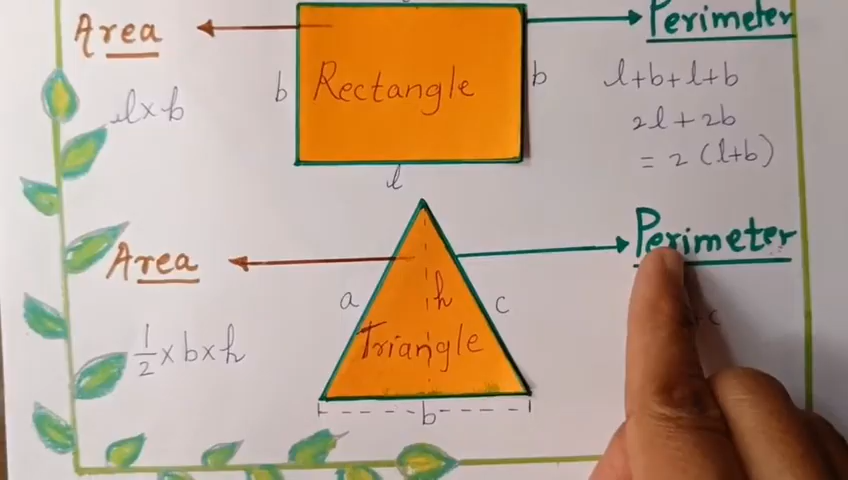 Area
Perimeter
b
Rectangle
b
l
l×b
l+b+l+b
2l+2b
= 2 (l+b)
Area
Perimeter
a
h
c
Triangle
b
1/2 ×b×h
+c